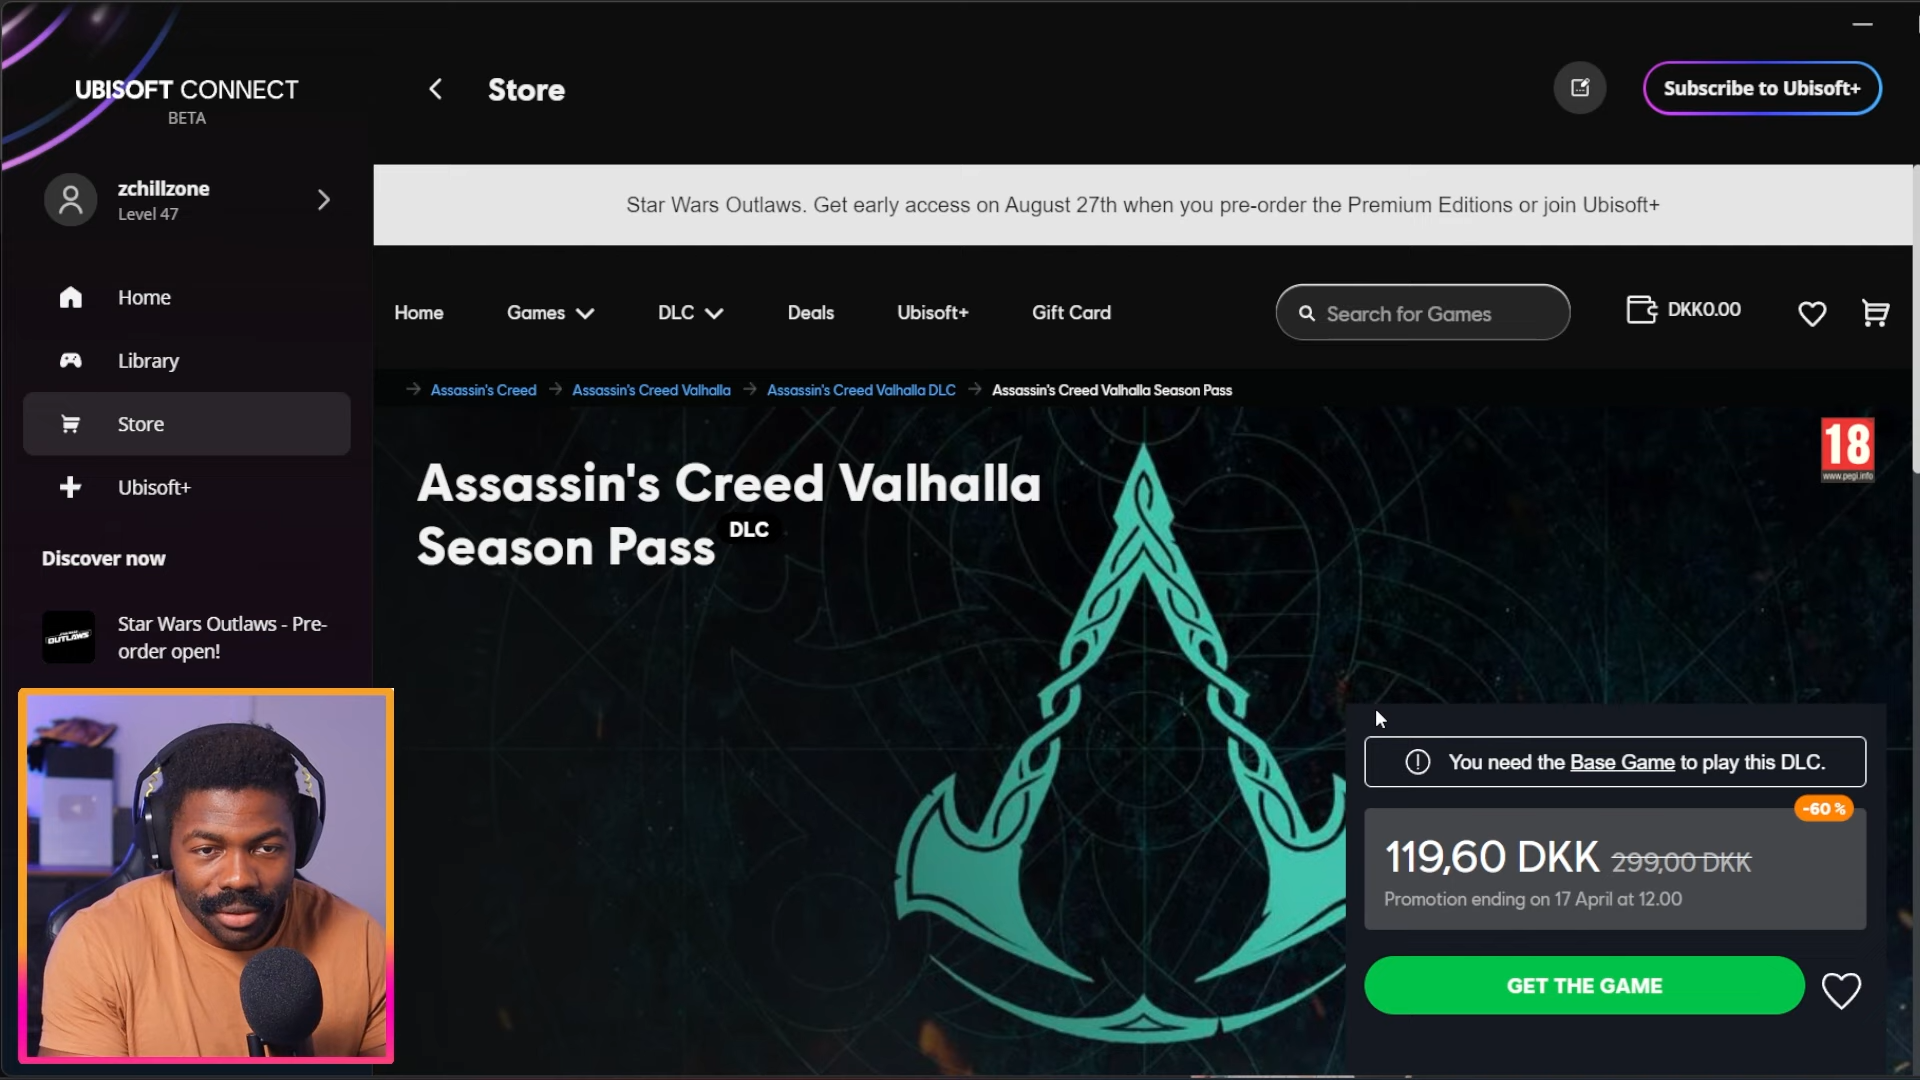 UBISOFT CONNECT
BETA
Store
Subscribe to Ubisoft+
zchillzone
Level 47
Star Wars Outlaws. Get early access on August 27th when you pre-order the Premium Editions or join Ubisoft+
Home
Library
Store
Ubisoft+
Discover now
Star Wars Outlaws - Pre-
order open!
OUTLAWS
Home
Games
DLC
Deals
Ubisoft+
Gift Card
Search for Games
DKK0.00
Assassin's Creed
Assassin's Creed Valhalla
Assassin's Creed Valhalla DLC
Assassin's Creed Valhalla Season Pass
Assassin's Creed Valhalla
Season Pass DLC
18
www.pegi.info
You need the Base Game to play this DLC.
-60 %
119,60 DKK 299,00 DKK
Promotion ending on 17 April at 12.00
GET THE GAME